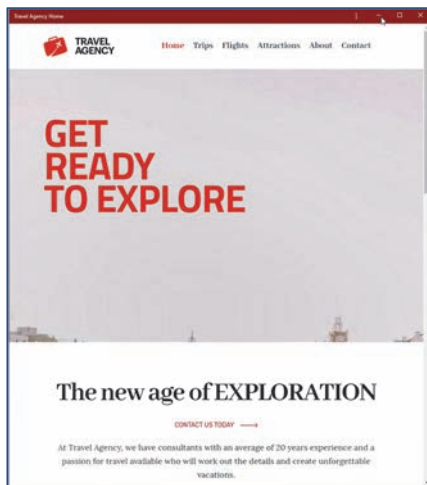 Travel Agency Home
TRAVEL
AGENCY
Home Trips Flights Attractions About Contact
GET
READY
TO EXPLORE
The new age of EXPLORATION
CONTACT US TODAY
At Travel Agency, we have consultants with an average of 20 years experience and a
passion for travel available who will work out the details and create unforgettable
vacations.